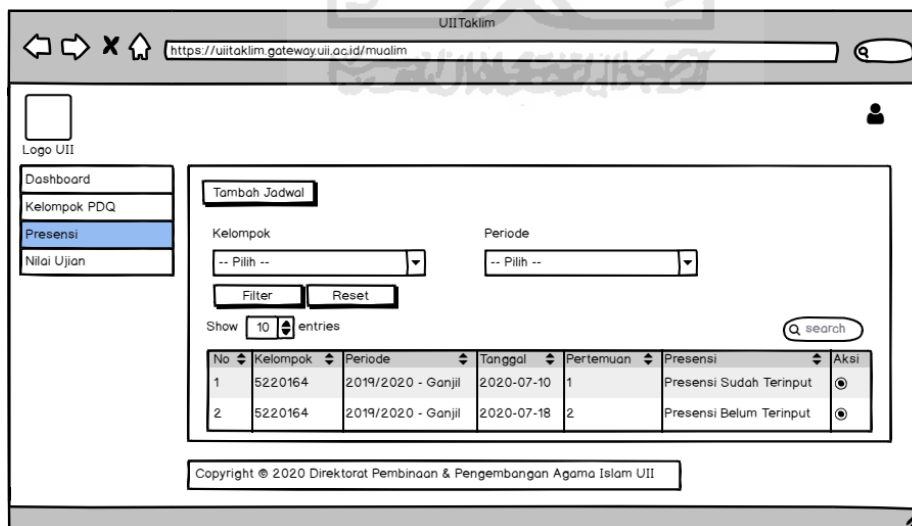 UIITaklim
https://uiitaklim.gateway.uii.ac.id/mualim
Logo UII
Dashboard
Kelompok PDQ
Presensi
Nilai Ujian
Tambah Jadwal
Kelompok Periode
-- Pilih -- -- Pilih --
Filter Reset
Show 10 entries search
No Kelompok Periode Tanggal Pertemuan Presensi Aksi
1 5220164 2019/2020 - Ganjil 2020-07-10 1 Presensi Sudah Terinput
2 5220164 2019/2020 - Ganjil 2020-07-18 2 Presensi Belum Terinput
Copyright © 2020 Direktorat Pembinaan & Pengembangan Agama Islam UII